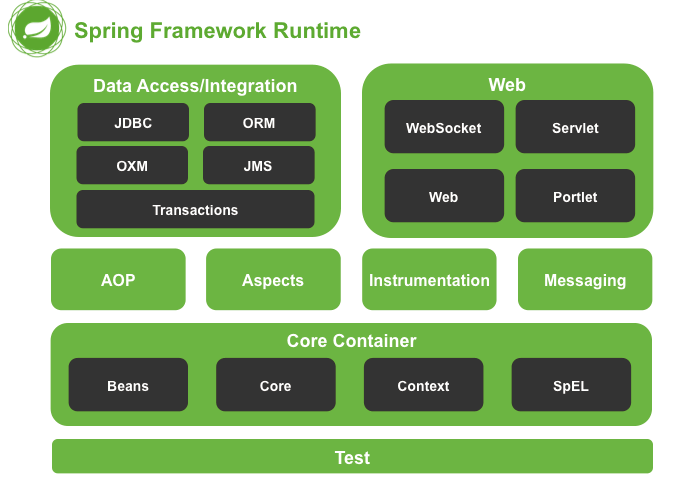 Spring Framework Runtime
Data Access/Integration
JDBC
ORM
OXM
JMS
Transactions
Web
WebSocket
Servlet
Web
Portlet
AOP
Aspects
Instrumentation
Messaging
Core Container
Beans
Core
Context
SpEL
Test